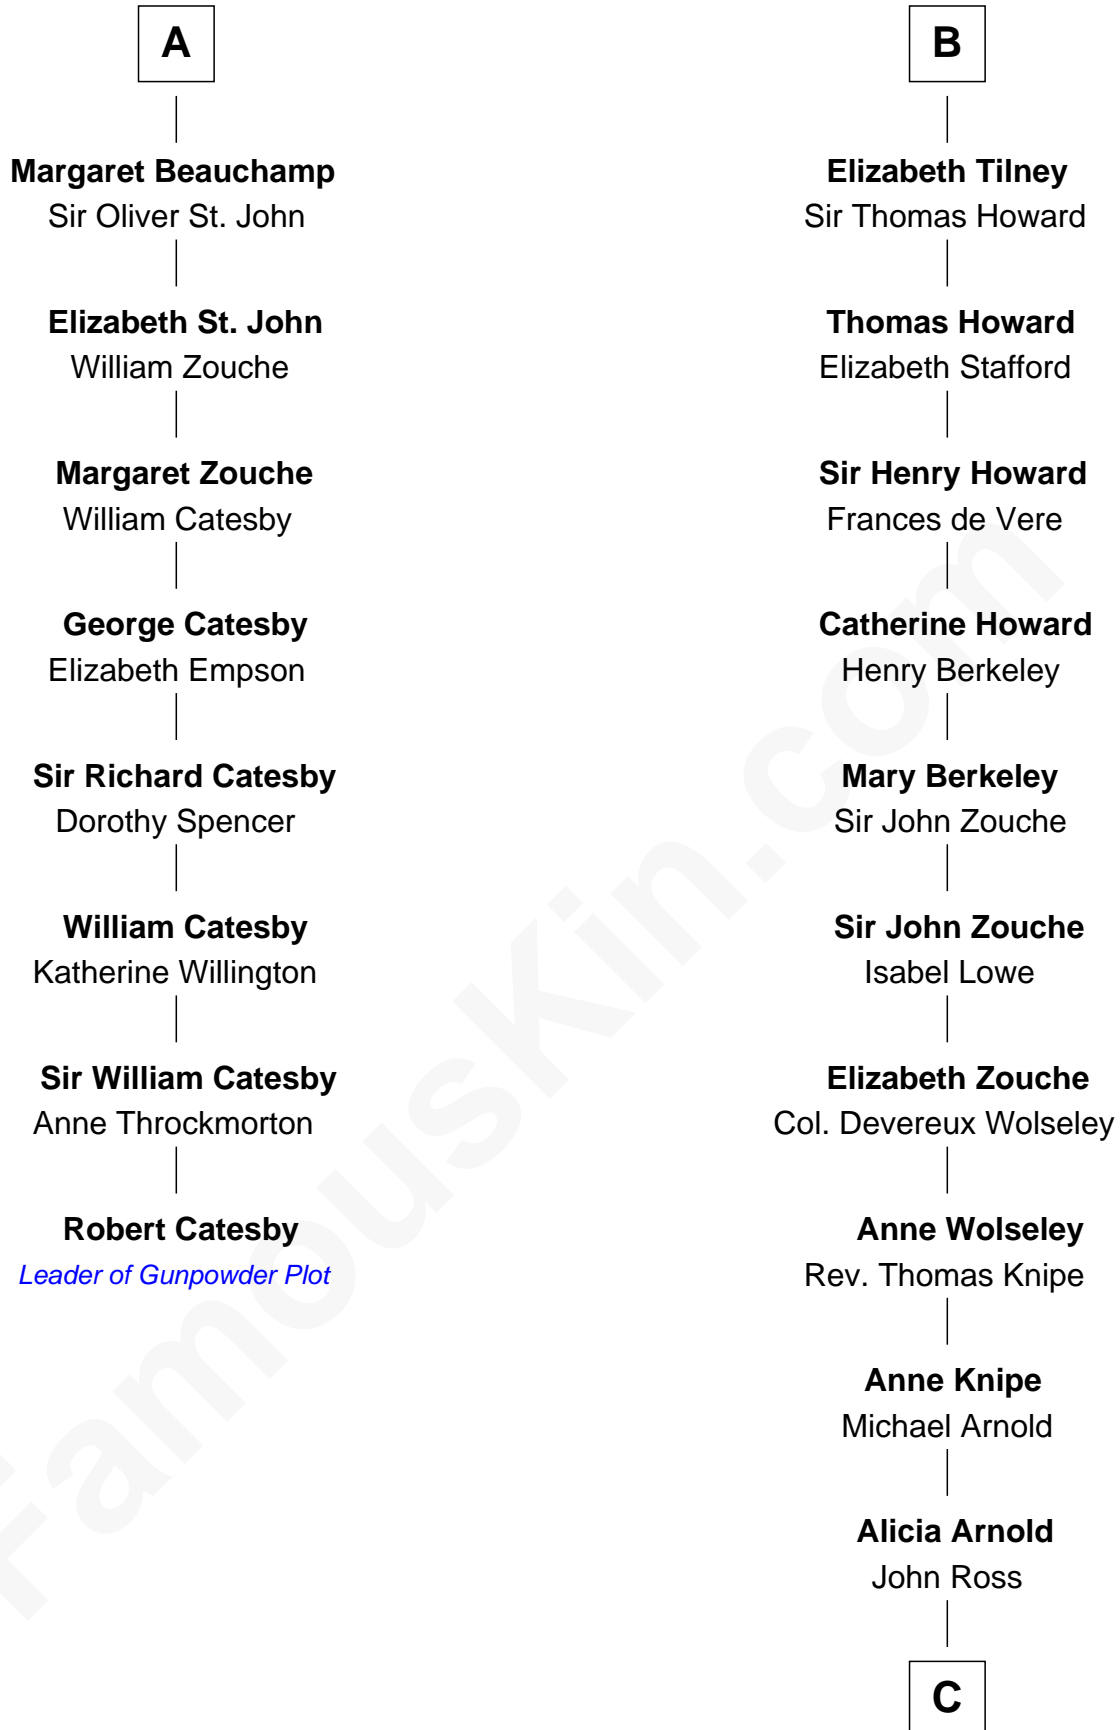 A
Margaret Beauchamp
Sir Oliver St. John
Elizabeth St. John
William Zouche
Margaret Zouche
William Catesby
George Catesby
Elizabeth Empson
Sir Richard Catesby
Dorothy Spencer
William Catesby
Katherine Willington
Sir William Catesby
Anne Throckmorton
Robert Catesby
Leader of Gunpowder Plot
B
Elizabeth Tilney
Sir Thomas Howard
Thomas Howard
Elizabeth Stafford
Sir Henry Howard
Frances de Vere
Catherine Howard
Henry Berkeley
Mary Berkeley
Sir John Zouche
Sir John Zouche
Isabel Lowe
Elizabeth Zouche
Col. Devereux Wolseley
Anne Wolseley
Rev. Thomas Knipe
Anne Knipe
Michael Arnold
Alicia Arnold
John Ross
C
FamousKin.com